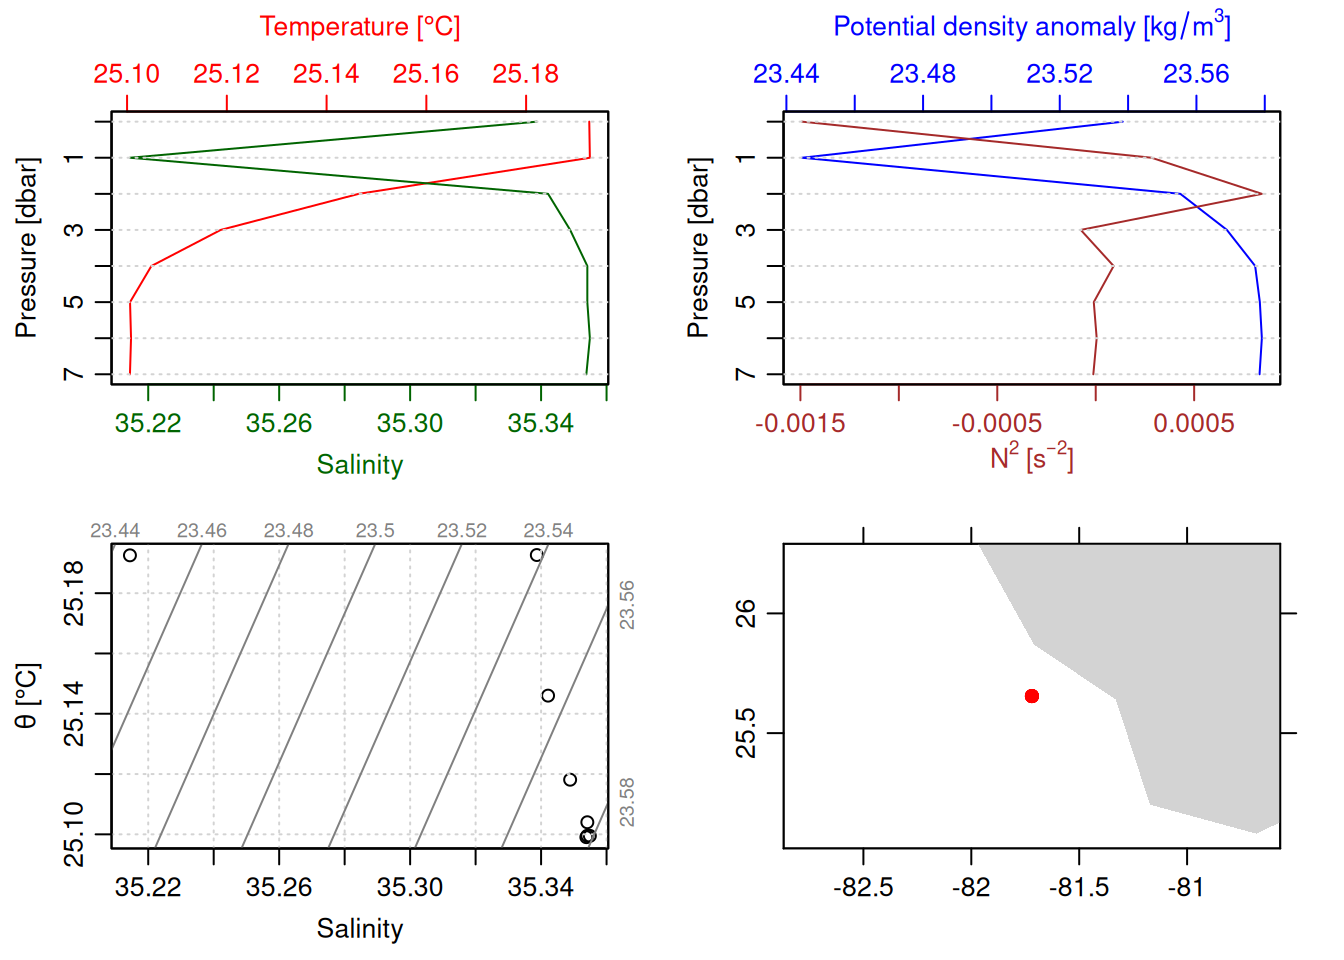 Temperature [°C]
25.10 25.12 25.14 25.16 25.18
Pressure [dbar]
1
3
5
7
35.22 35.26 35.30 35.34
Salinity
Potential density anomaly [kg/m³]
23.44 23.48 23.52 23.56
Pressure [dbar]
1
3
5
7
-0.0015 -0.0005 0.0005
N² [s⁻²]
23.44 23.46 23.48 23.5 23.52 23.54
23.56
23.58
θ [°C]
25.18
25.14
25.10
35.22 35.26 35.30 35.34
Salinity
26
25.5
-82.5 -82 -81.5 -81